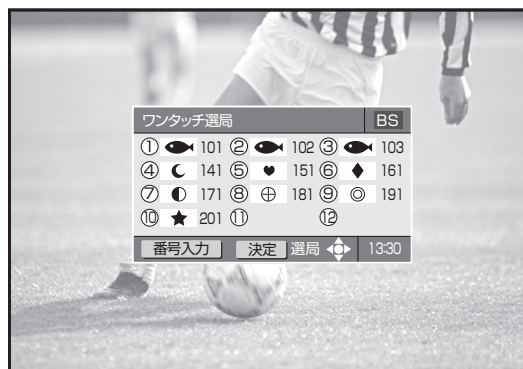 ワンタッチ選局 BS
① 101 ② 102 ③ 103
④ 141 ⑤ 151 ⑥ 161
⑦ 171 ⑧ 181 ⑨ 191
⑩ 201 ⑪ ⑫
番号入力 決定 選局 13:30